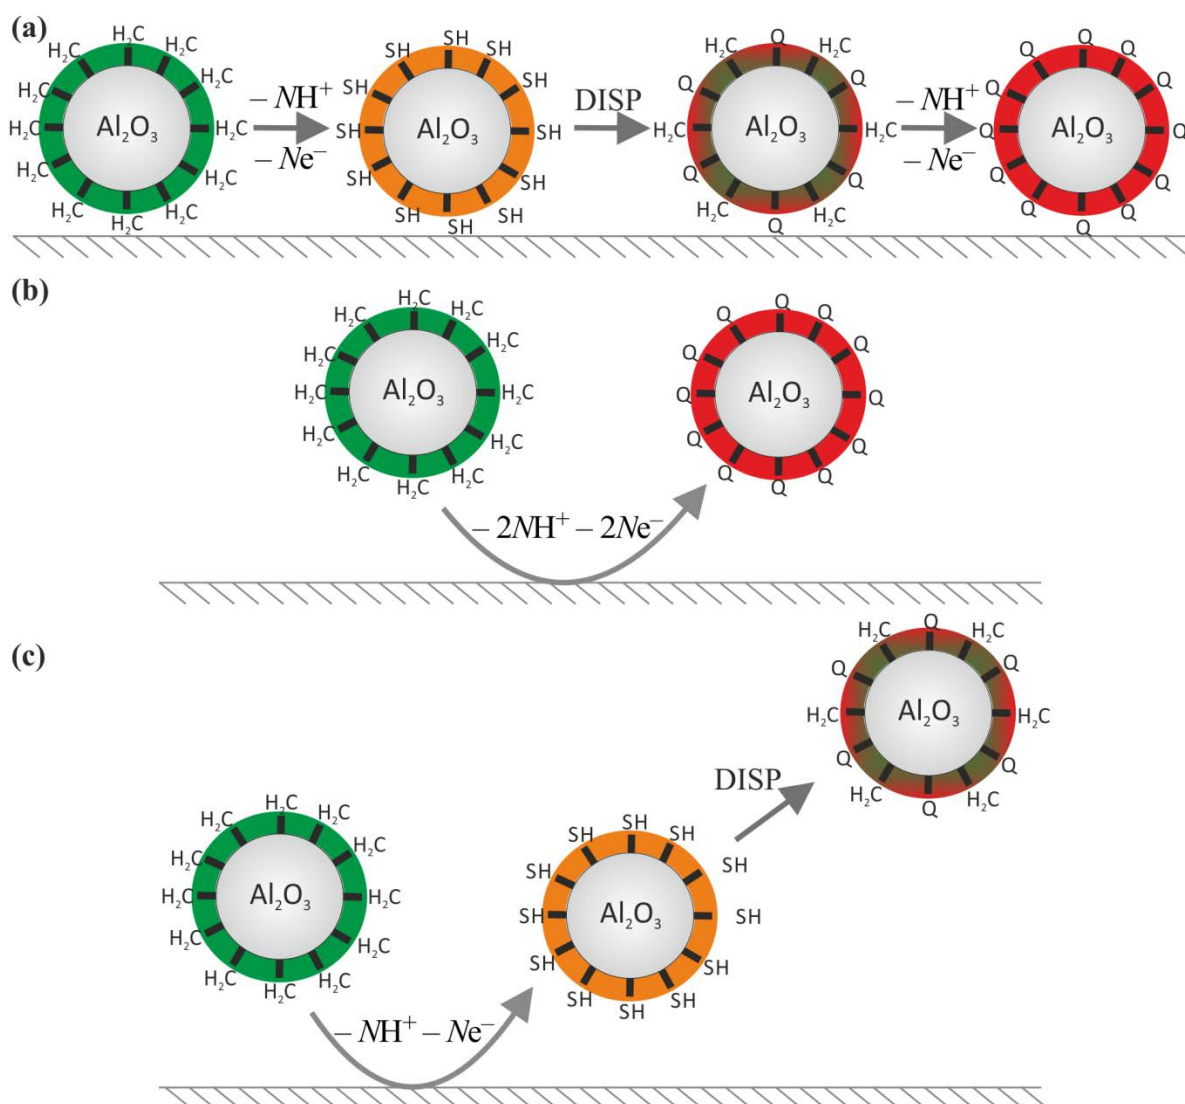 (a)
H₂C H₂C H₂C
H₂C H₂C
H₂C Al₂O₃ H₂C
H₂C H₂C
H₂C H₂C H₂C
– NH⁺
– Ne⁻
SH SH SH
SH SH
SH Al₂O₃ SH
SH SH
SH SH SH
DISP
H₂C Q H₂C
Q Q
H₂C Al₂O₃ H₂C
Q Q
H₂C Q H₂C
– NH⁺
– Ne⁻
Q Q Q
Q Q
Q Al₂O₃ Q
Q Q
Q Q Q
(b)
H₂C H₂C H₂C
H₂C H₂C
H₂C Al₂O₃ H₂C
H₂C H₂C
H₂C H₂C H₂C
– 2NH⁺ – 2Ne⁻
Q Q Q
Q Q
Q Al₂O₃ Q
Q Q
Q Q Q
(c)
H₂C H₂C H₂C
H₂C H₂C
H₂C Al₂O₃ H₂C
H₂C H₂C
H₂C H₂C H₂C
– NH⁺ – Ne⁻
SH SH SH
SH SH
SH Al₂O₃ SH
SH SH
SH SH SH
DISP
H₂C Q H₂C
Q Q
H₂C Al₂O₃ H₂C
Q Q
H₂C Q H₂C